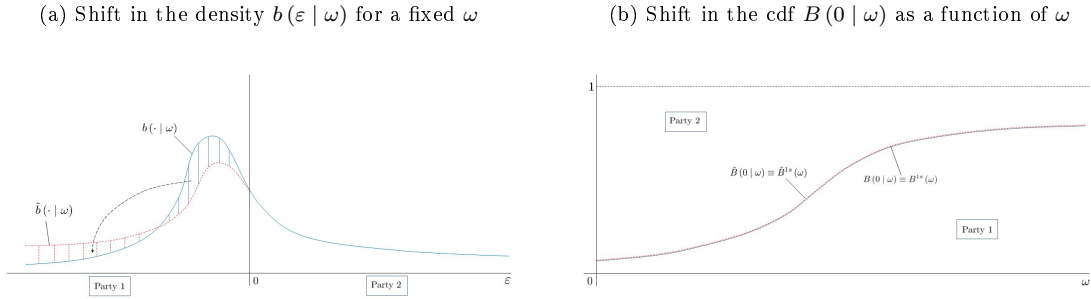 (a) Shift in the density b (ε | ω) for a fixed ω
(b) Shift in the cdf B (0 | ω) as a function of ω
b (· | ω)
b̃ (· | ω)
0
ε
Party 1
Party 2
1
Party 2
B̃ (0 | ω) ≡ B̃¹ˢ (ω)
B (0 | ω) ≡ B¹ˢ (ω)
Party 1
0
ω